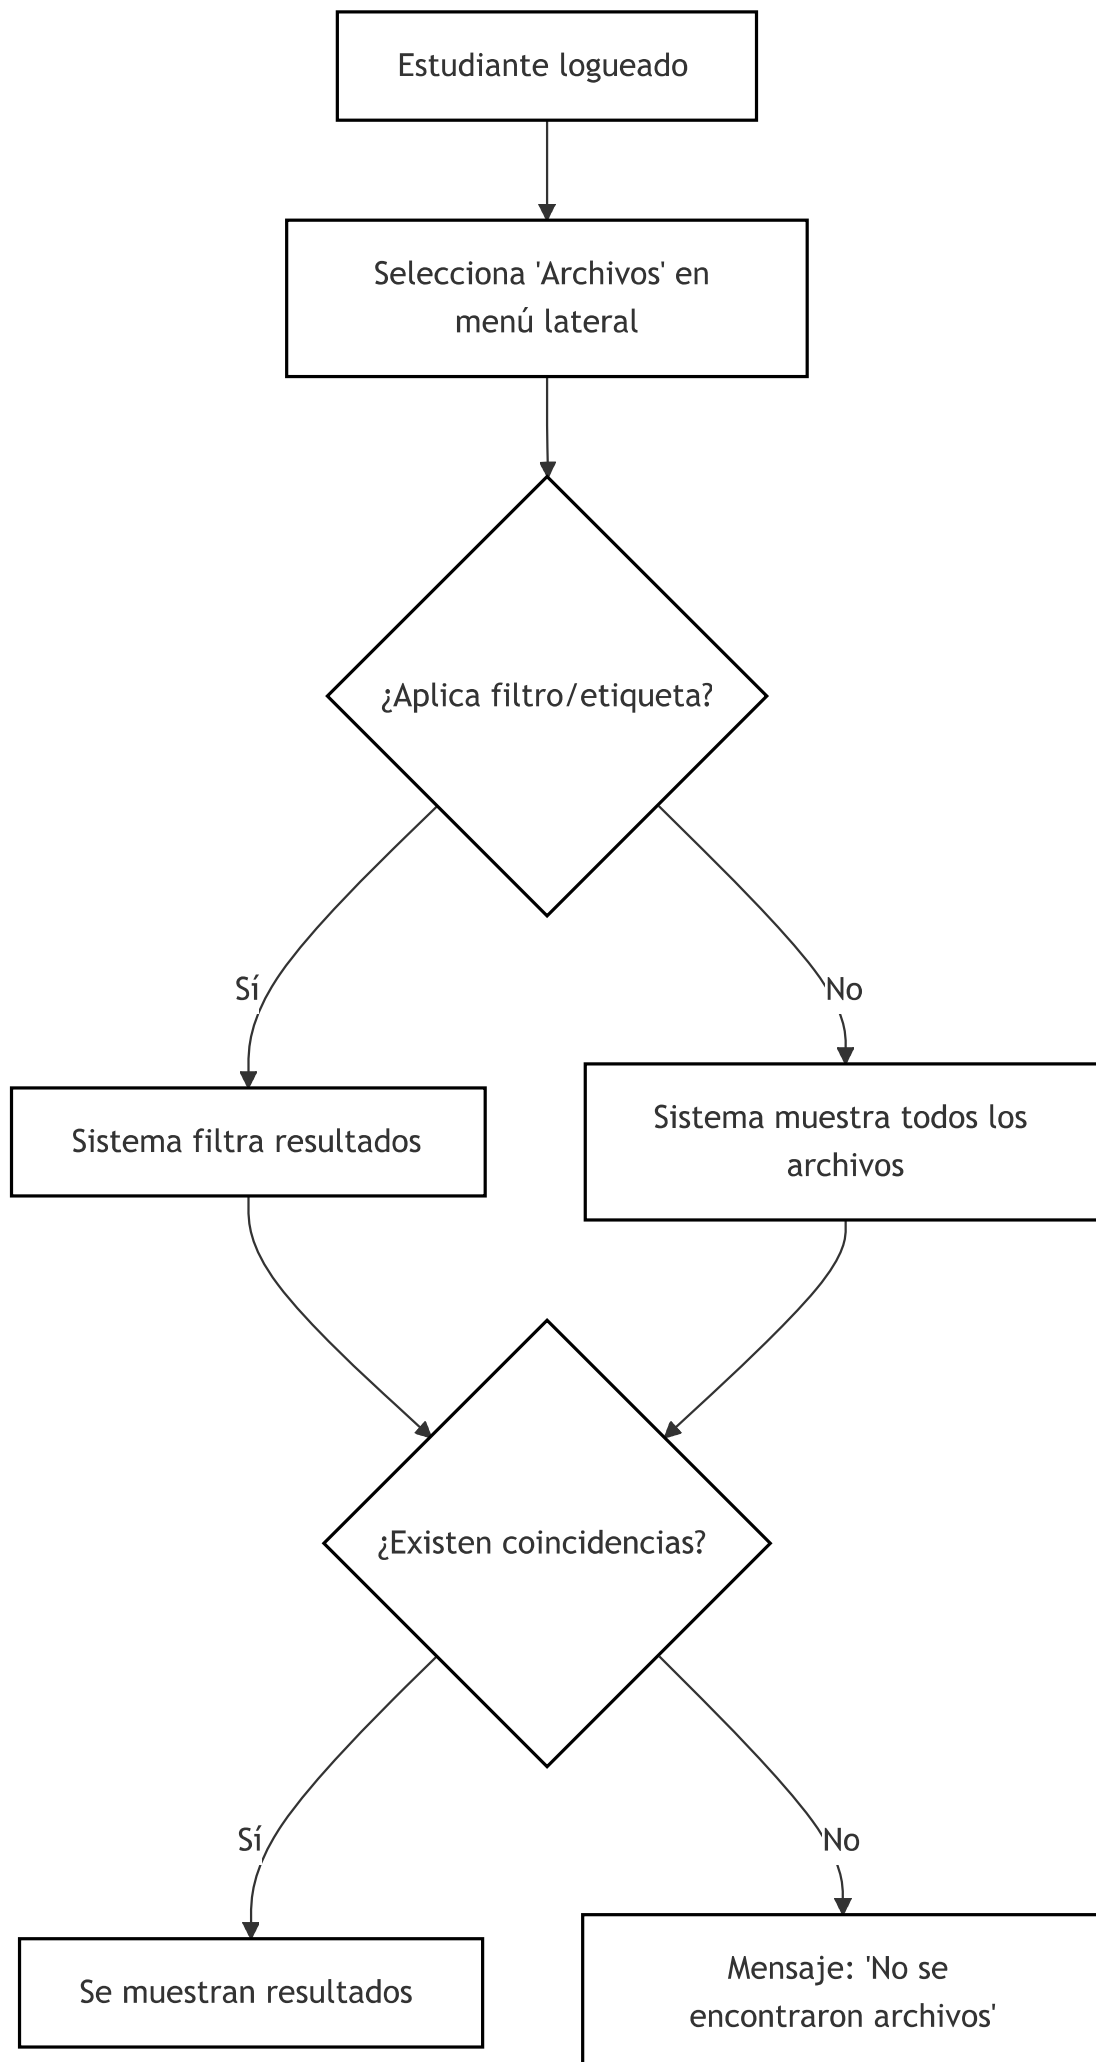 Estudiante logueado
Selecciona 'Archivos' en
menú lateral
¿Aplica filtro/etiqueta?
Sí
No
Sistema filtra resultados
Sistema muestra todos los
archivos
¿Existen coincidencias?
Sí
No
Se muestran resultados
Mensaje: 'No se
encontraron archivos'